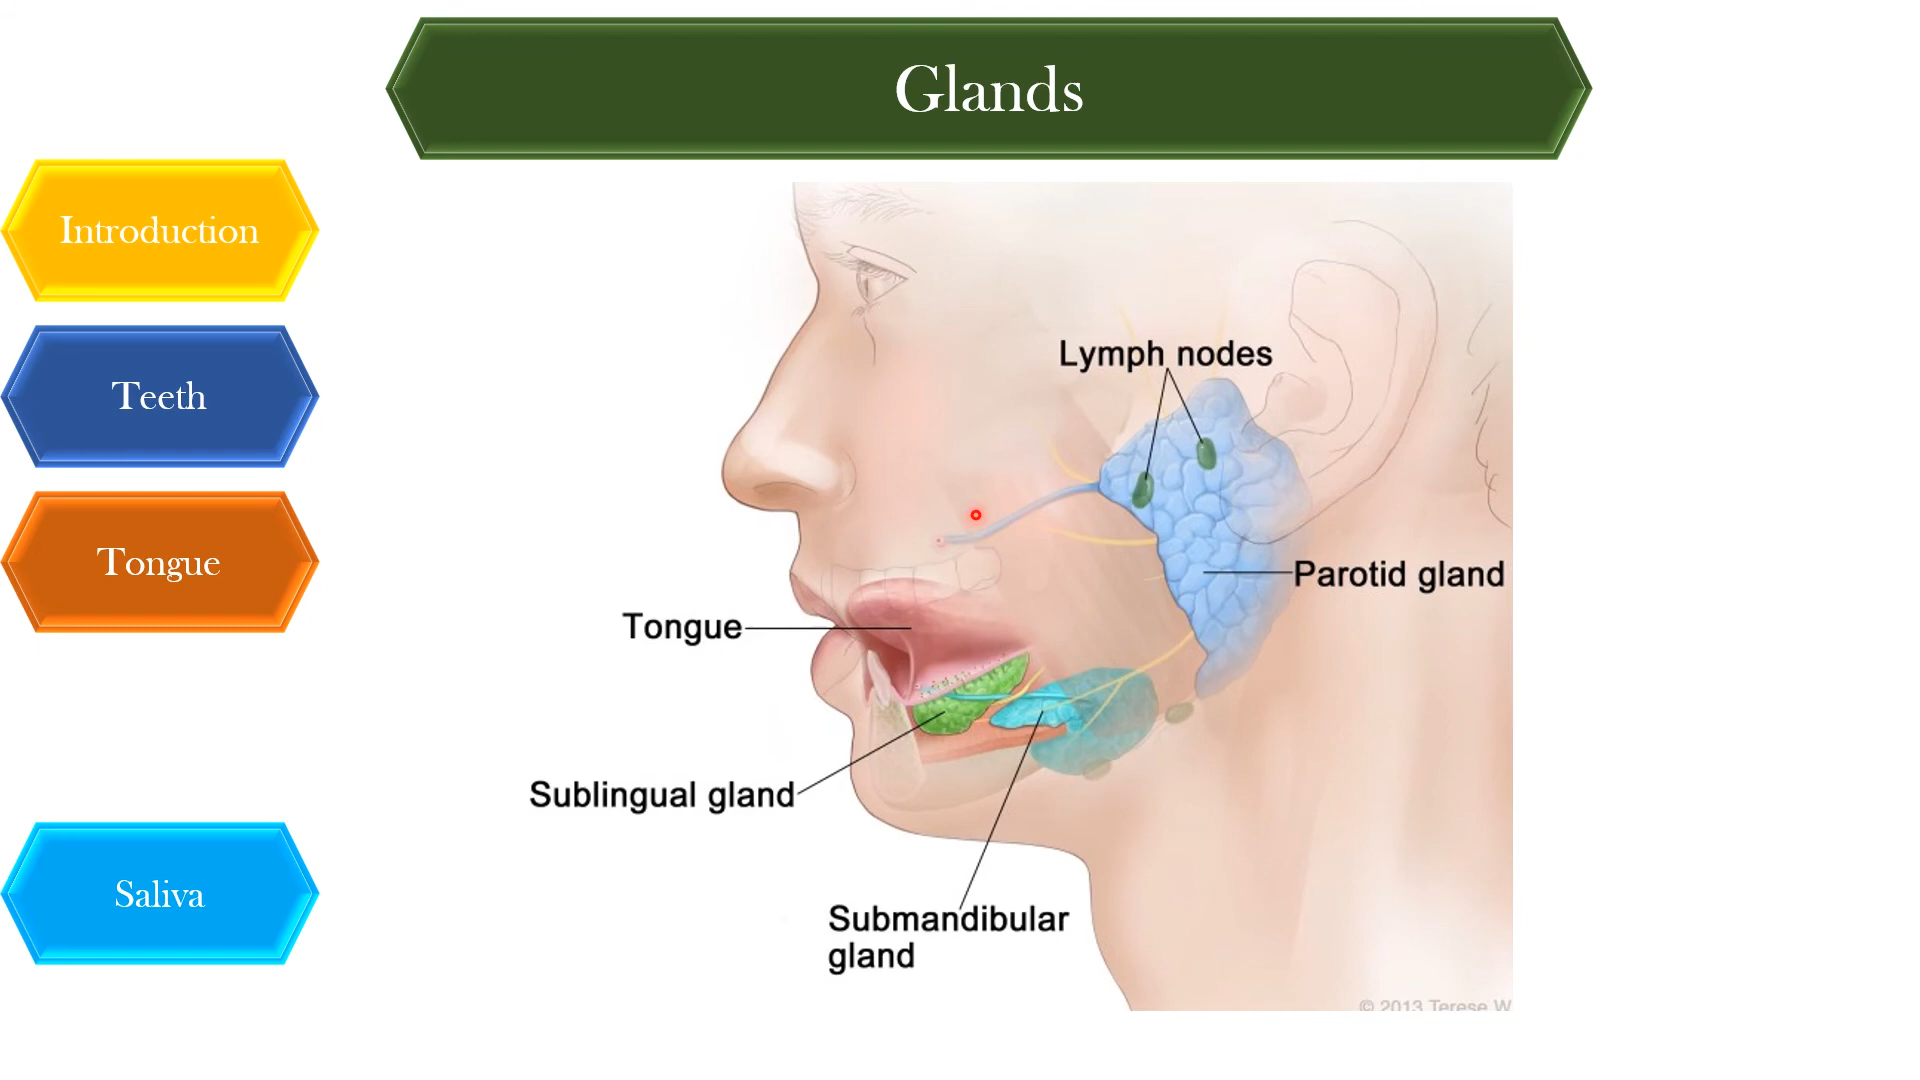 Glands
Introduction
Teeth
Tongue
Saliva
Lymph nodes
Parotid gland
Tongue
Sublingual gland
Submandibular
gland
© 2013 Terese W